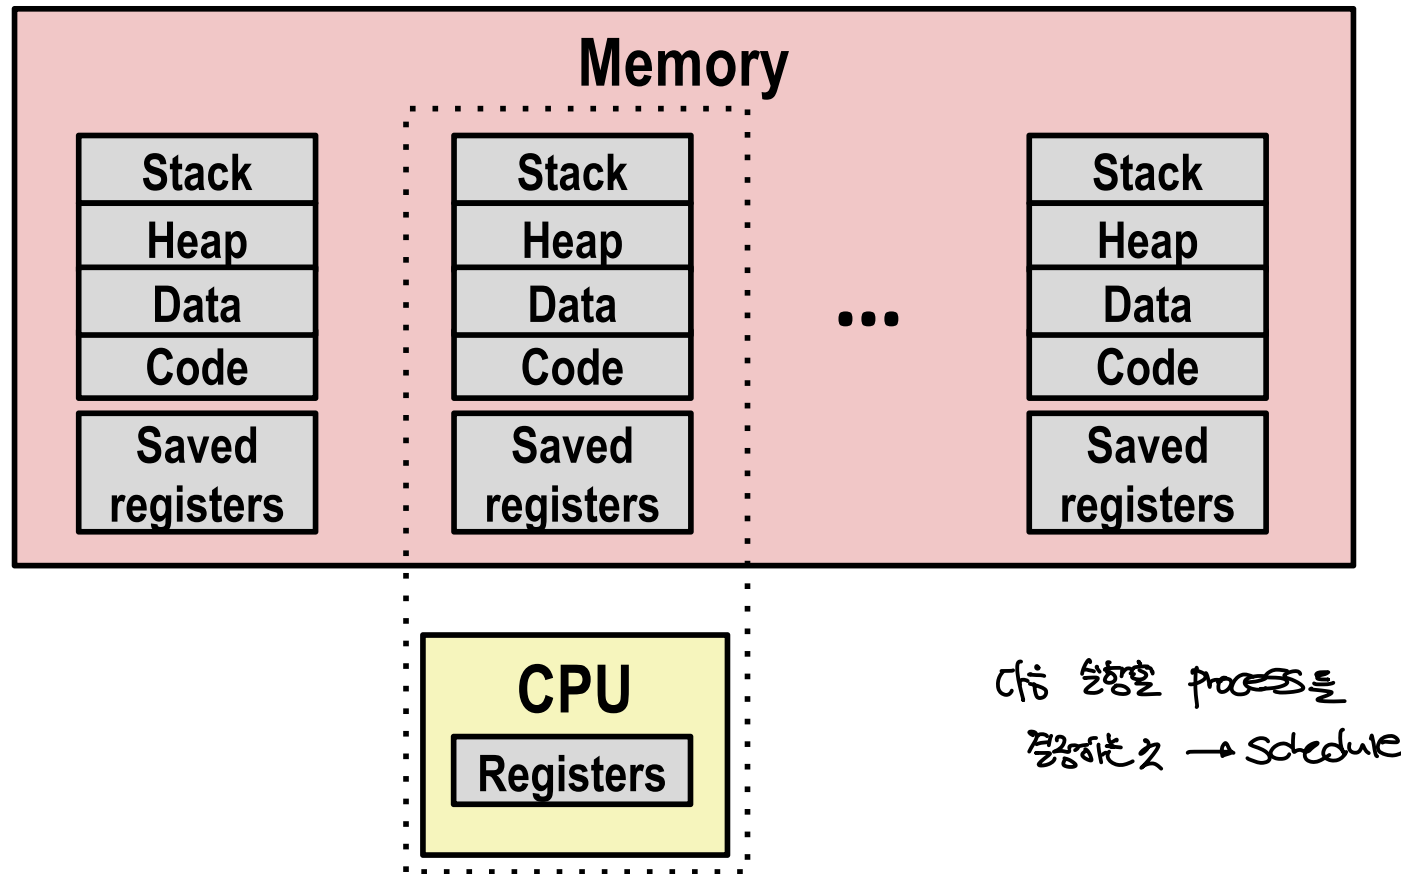 Memory
Stack
Heap
Data
Code
Saved
registers
Stack
Heap
Data
Code
Saved
registers
...
Stack
Heap
Data
Code
Saved
registers
CPU
Registers
다음 실행할 process를
결정하는 것 → schedule